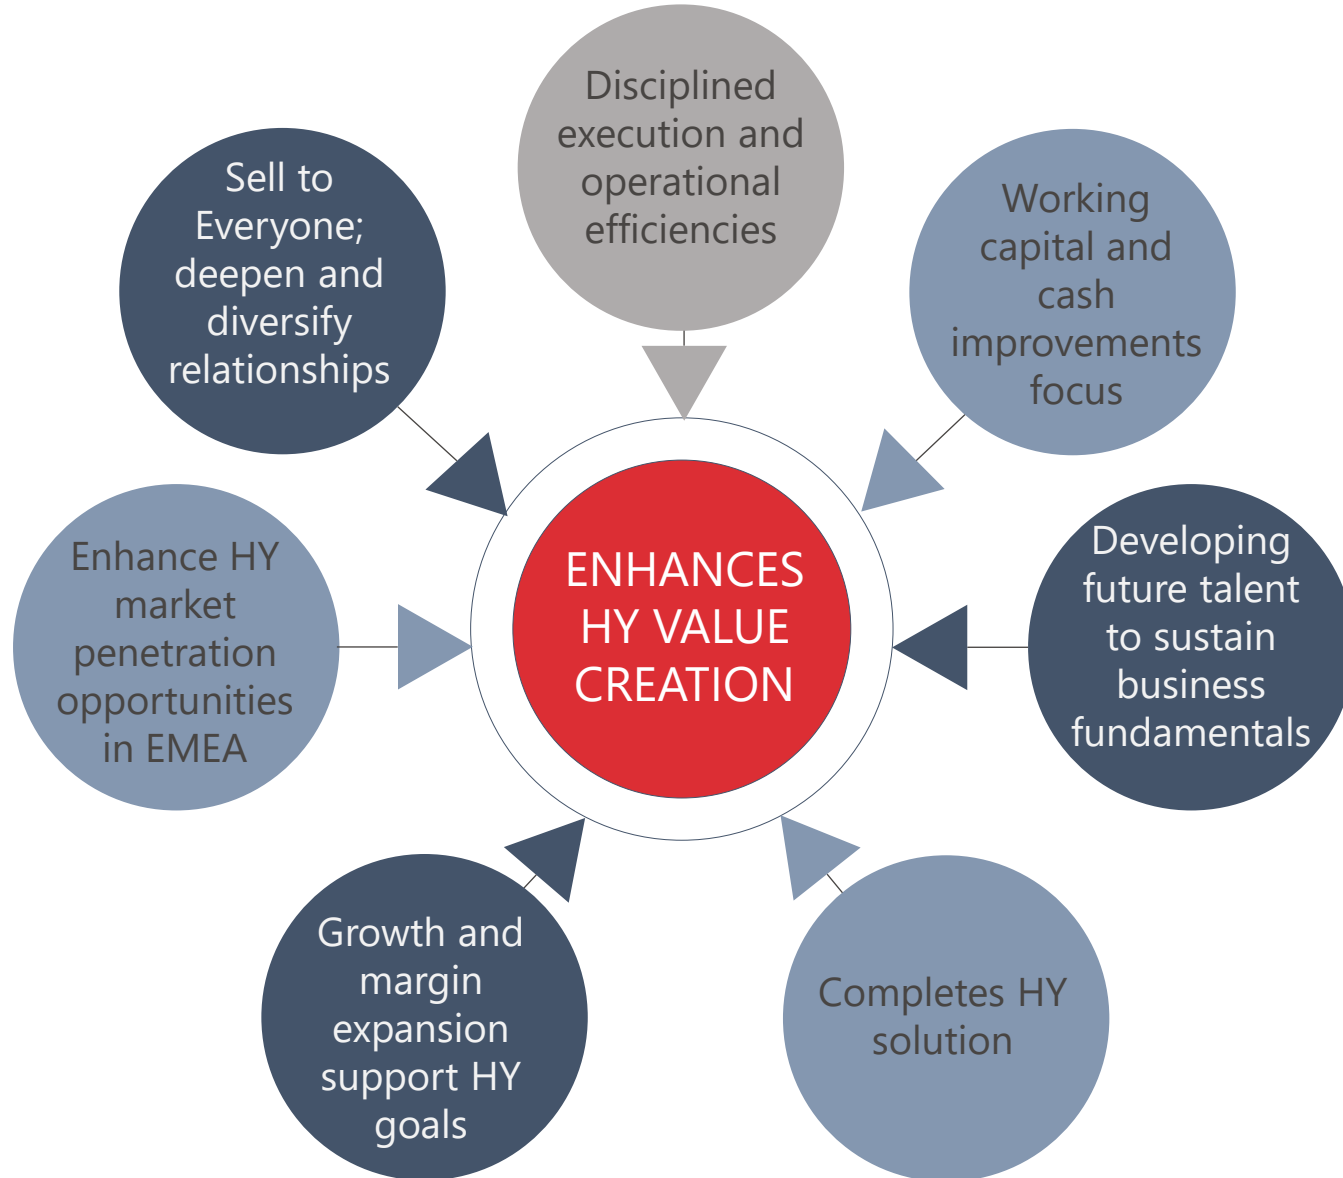 Disciplined
execution and
operational
efficiencies
Sell to
Everyone;
deepen and
diversify
relationships
Working
capital and
cash
improvements
focus
Enhance HY
market
penetration
opportunities
in EMEA
ENHANCES
HY VALUE
CREATION
Developing
future talent
to sustain
business
fundamentals
Growth and
margin
expansion
support HY
goals
Completes HY
solution